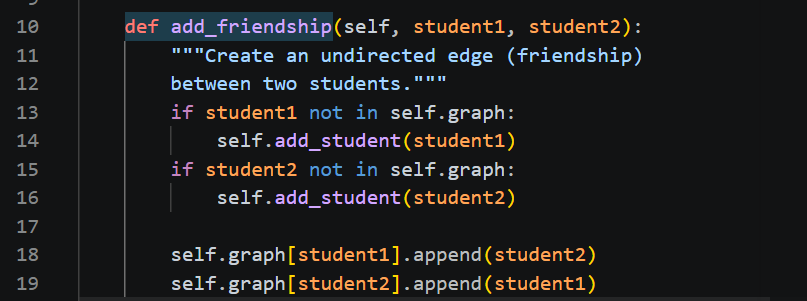 10 def add_friendship(self, student1, student2):
11     """Create an undirected edge (friendship)
12     between two students."""
13     if student1 not in self.graph:
14         self.add_student(student1)
15     if student2 not in self.graph:
16         self.add_student(student2)
17
18     self.graph[student1].append(student2)
19     self.graph[student2].append(student1)